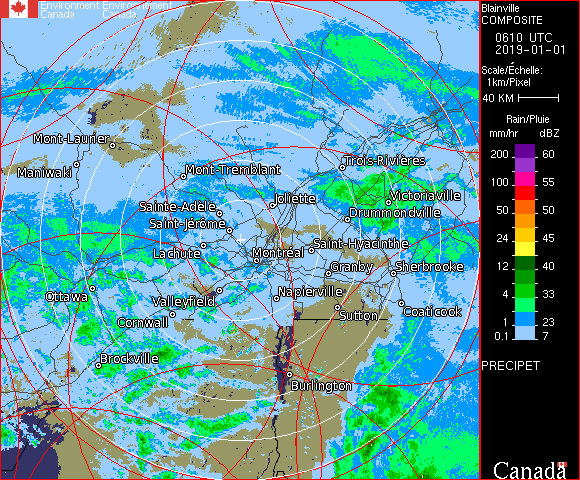 Environment Environnement
Canada Canada
Blainville
COMPOSITE
0610 UTC
2019-01-01
Scale/Échelle:
1km/Pixel
40 KM
Rain/Pluie
mm/hr dBZ
200 60
100 55
50 50
24 45
12 40
4 33
1 23
0.1 7
PRECIPET
Canada
Mont-Laurier
Maniwaki
Mont-Tremblant
Trois-Rivières
Sainte-Adèle
Joliette
Victoriaville
Saint-Jérôme
Drummondville
Lachute
Montréal
Saint-Hyacinthe
Granby
Sherbrooke
Ottawa
Valleyfield
Napierville
Cornwall
Sutton
Coaticook
Brockville
Burlington